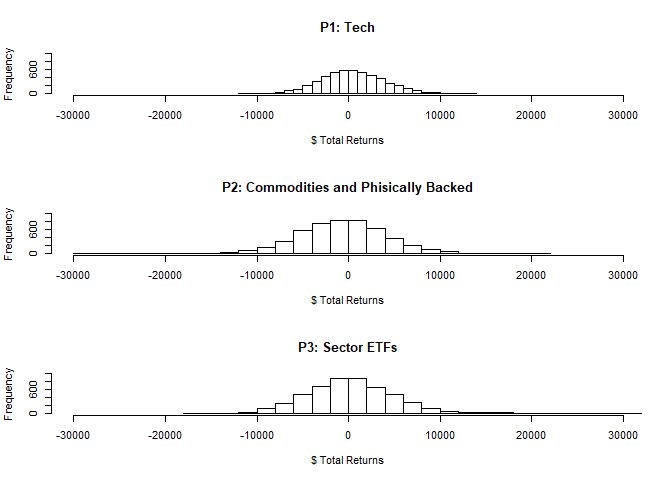 P1: Tech
Frequency
0 600
-30000 -20000 -10000 0 10000 20000 30000
$ Total Returns
P2: Commodities and Phisically Backed
Frequency
0 600
-30000 -20000 -10000 0 10000 20000 30000
$ Total Returns
P3: Sector ETFs
Frequency
0 600
-30000 -20000 -10000 0 10000 20000 30000
$ Total Returns